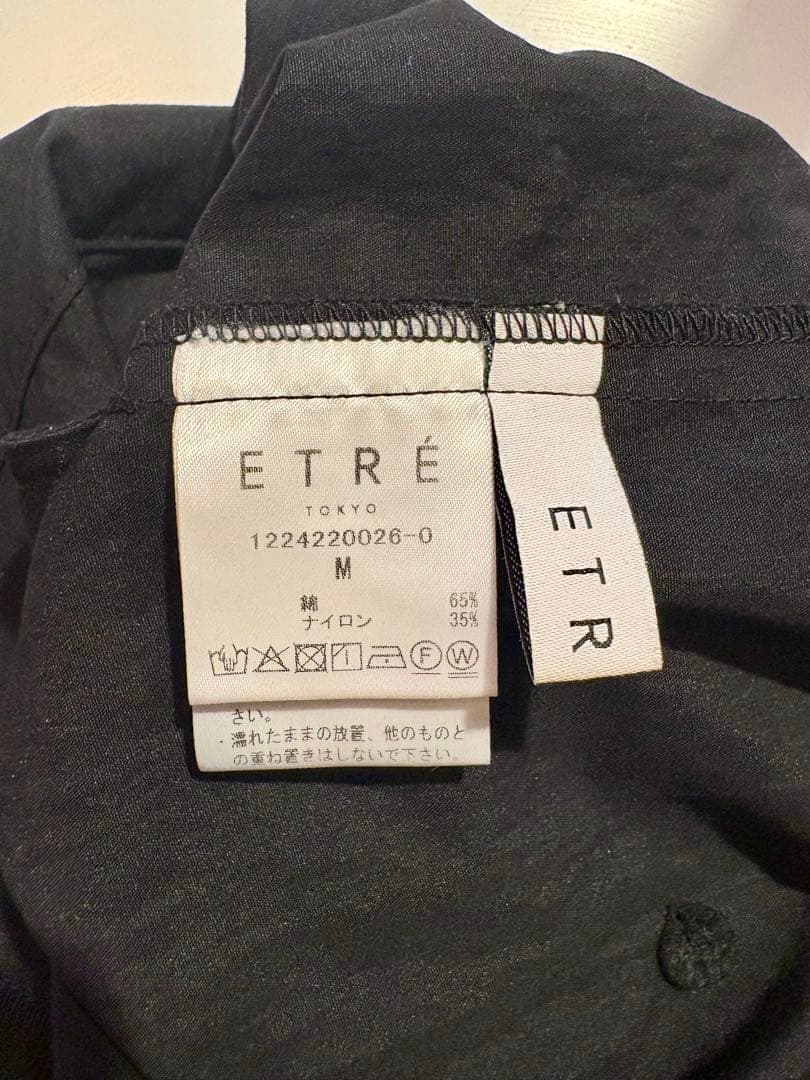 ETRÉ
TOKYO
1224220026-0
M
綿 65%
ナイロン 35%
F W
さい。
・濡れたままの放置、他のものと
の重ね置きはしないで下さい。
ETR